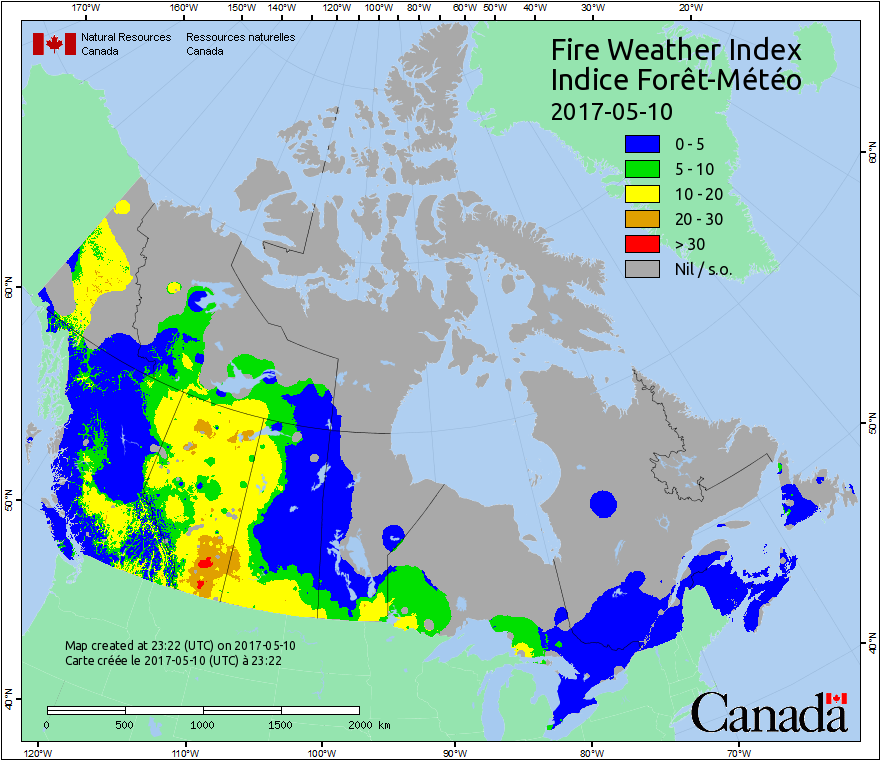 170°W 160°W 150°W 140°W 130°W 120°W 110°W 100°W 90°W 80°W 70°W 60°W 50°W 40°W 30°W 20°W
Natural Resources Canada
Ressources naturelles Canada
Fire Weather Index
Indice Forêt-Météo
2017-05-10
0 - 5
5 - 10
10 - 20
20 - 30
> 30
Nil / s.o.
60°N
60°N
50°N
50°N
40°N
40°N
Map created at 23:22 (UTC) on 2017-05-10
Carte créée le 2017-05-10 (UTC) à 23:22
0 500 1000 1500 2000 km
Canada
120°W 110°W 100°W 90°W 80°W 70°W